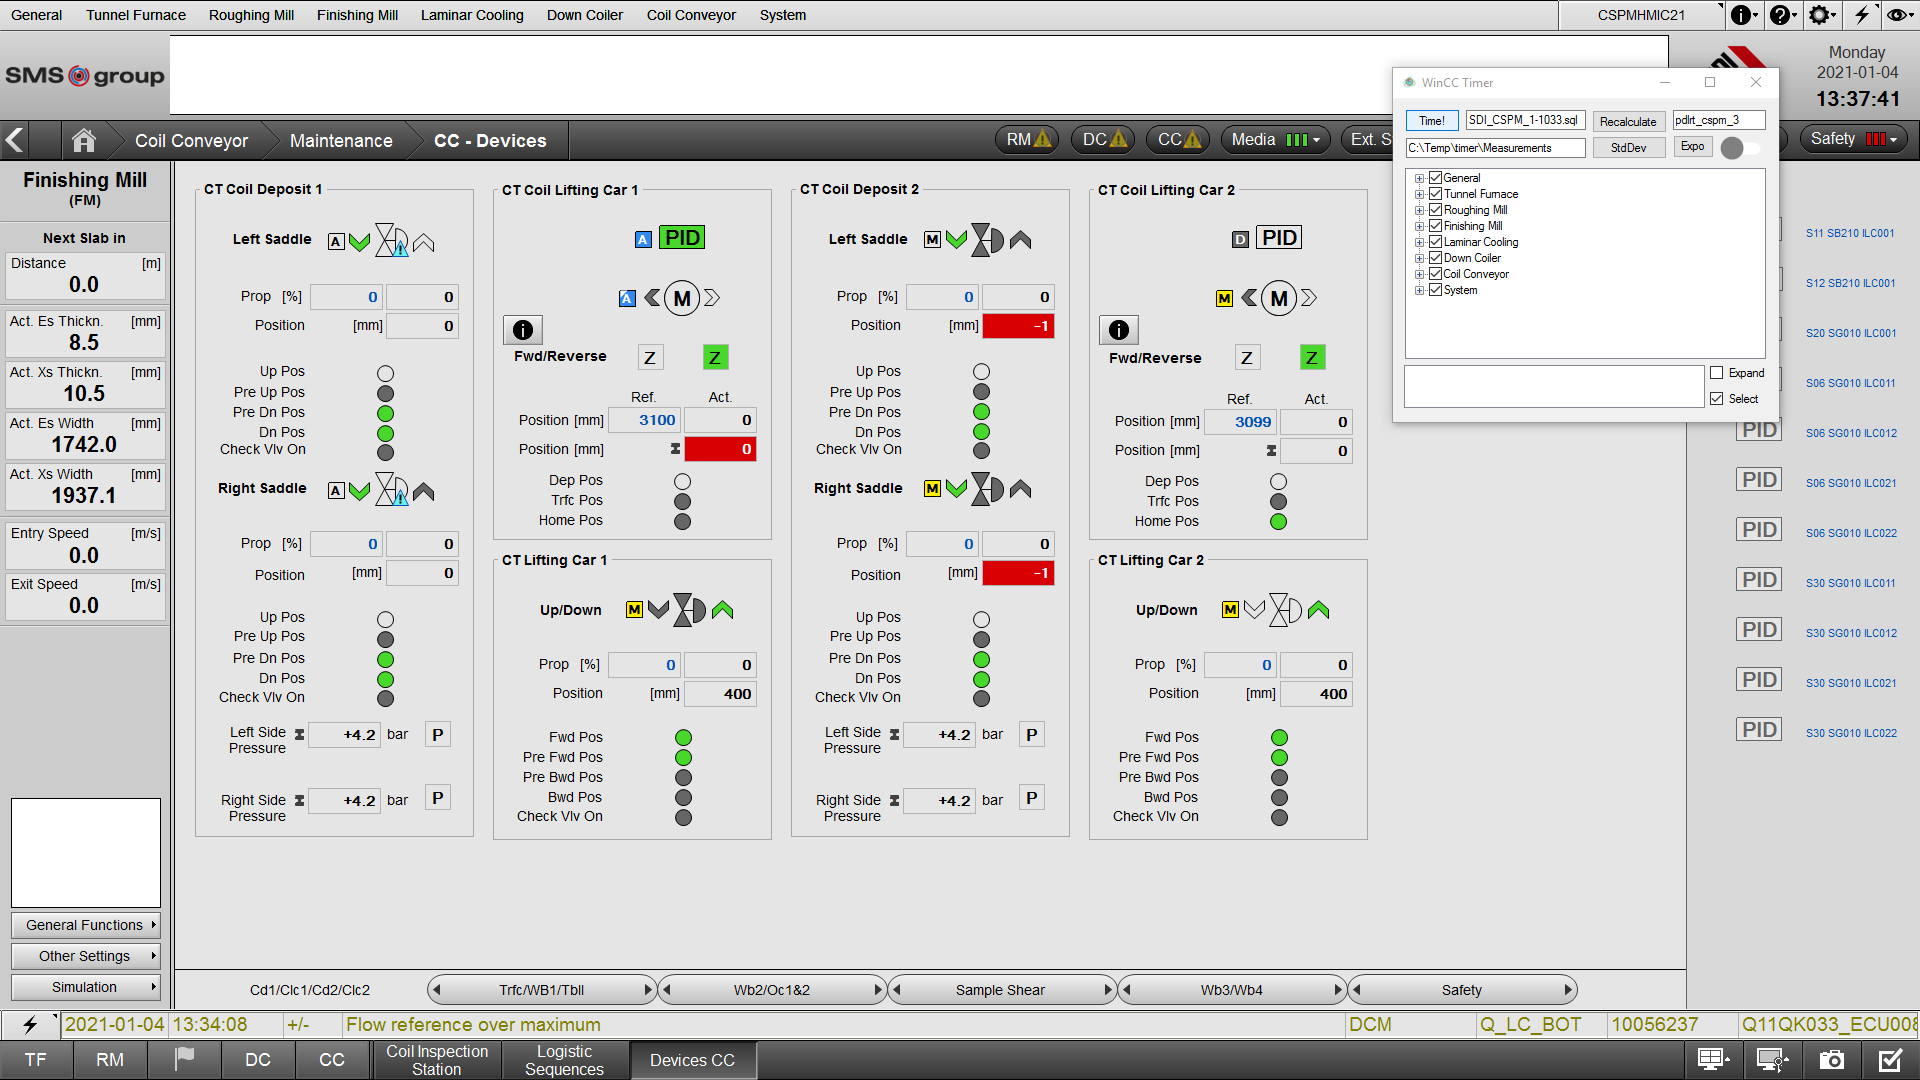 General Tunnel Furnace Roughing Mill Finishing Mill Laminar Cooling Down Coiler Coil Conveyor System CSPMHMIC21
SMS group
Monday
2021-01-04
13:37:41
Coil Conveyor Maintenance CC - Devices RM DC CC Media Ext. S Safety
WinCC Timer
Time! SDI_CSPM_1-1033.sql Recalculate pdlrt_cspm_3
C:\Temp\timer\Measurements StdDev Expo
General
Tunnel Furnace
Roughing Mill
Finishing Mill
Laminar Cooling
Down Coiler
Coil Conveyor
System
Expand
Select
Finishing Mill
(FM)
Next Slab in
Distance [m]
0.0
Act. Es Thickn. [mm]
8.5
Act. Xs Thickn. [mm]
10.5
Act. Es Width [mm]
1742.0
Act. Xs Width [mm]
1937.1
Entry Speed [m/s]
0.0
Exit Speed [m/s]
0.0
General Functions
Other Settings
Simulation
CT Coil Deposit 1
Left Saddle A
Prop [%] 0 0
Position [mm] 0
Up Pos
Pre Up Pos
Pre Dn Pos
Dn Pos
Check Vlv On
Right Saddle A
Prop [%] 0 0
Position [mm] 0
Up Pos
Pre Up Pos
Pre Dn Pos
Dn Pos
Check Vlv On
Left Side
Pressure +4.2 bar P
Right Side
Pressure +4.2 bar P
CT Coil Lifting Car 1
A PID
A M
Fwd/Reverse Z Z
Ref. Act.
Position [mm] 3100 0
Position [mm] 0
Dep Pos
Trfc Pos
Home Pos
CT Lifting Car 1
Up/Down M
Prop [%] 0 0
Position [mm] 400
Fwd Pos
Pre Fwd Pos
Pre Bwd Pos
Bwd Pos
Check Vlv On
CT Coil Deposit 2
Left Saddle M
Prop [%] 0 0
Position [mm] -1
Up Pos
Pre Up Pos
Pre Dn Pos
Dn Pos
Check Vlv On
Right Saddle M
Prop [%] 0 0
Position [mm] -1
Up Pos
Pre Up Pos
Pre Dn Pos
Dn Pos
Check Vlv On
Left Side
Pressure +4.2 bar P
Right Side
Pressure +4.2 bar P
CT Coil Lifting Car 2
D PID
M M
Fwd/Reverse Z Z
Ref. Act.
Position [mm] 3099 0
Position [mm] 0
Dep Pos
Trfc Pos
Home Pos
CT Lifting Car 2
Up/Down M
Prop [%] 0 0
Position [mm] 400
Fwd Pos
Pre Fwd Pos
Pre Bwd Pos
Bwd Pos
Check Vlv On
S11 SB210 ILC001
S12 SB210 ILC001
S20 SG010 ILC001
S06 SG010 ILC011
PID S06 SG010 ILC012
PID S06 SG010 ILC021
PID S06 SG010 ILC022
PID S30 SG010 ILC011
PID S30 SG010 ILC012
PID S30 SG010 ILC021
PID S30 SG010 ILC022
Cd1/Clc1/Cd2/Clc2 Trfc/WB1/Tbll Wb2/Oc1&2 Sample Shear Wb3/Wb4 Safety
2021-01-04 13:34:08 +/- Flow reference over maximum DCM Q_LC_BOT 10056237 Q11QK033_ECU008
TF RM DC CC Coil Inspection Station Logistic Sequences Devices CC